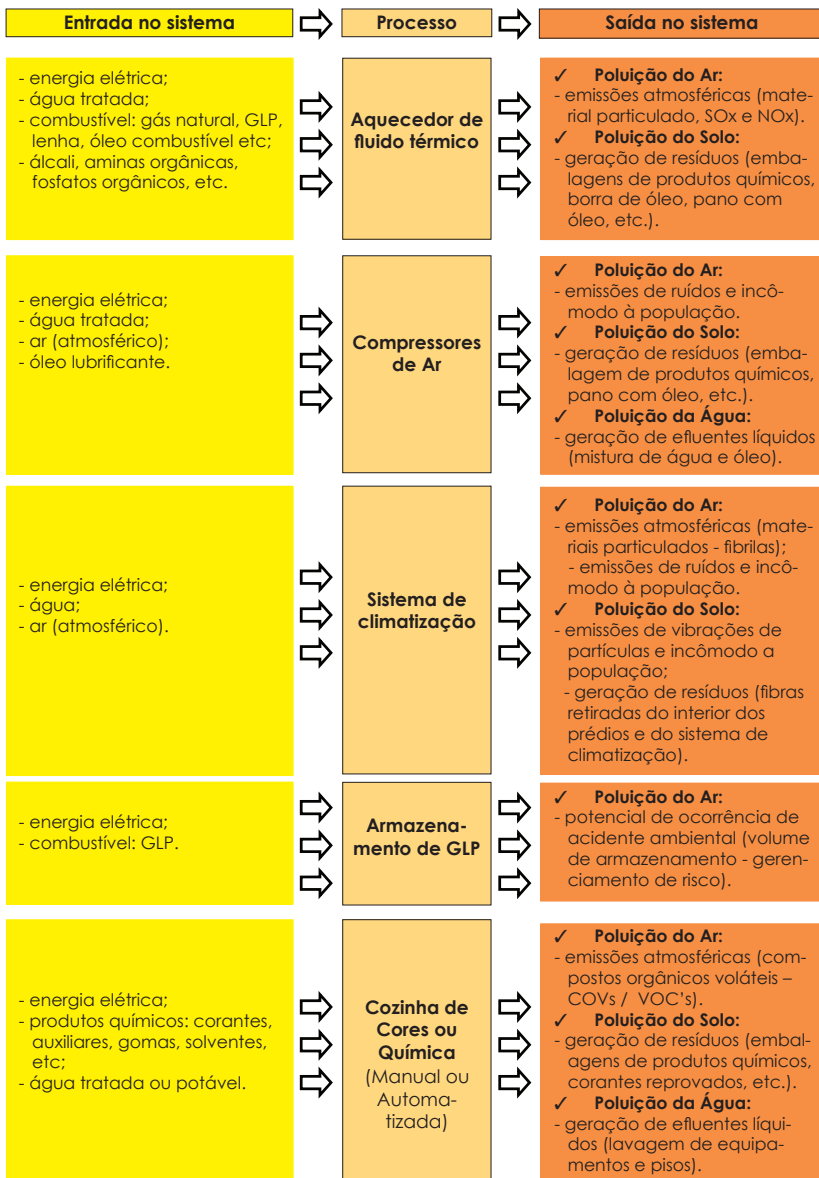 Entrada no sistema
Processo
Saída no sistema
- energia elétrica;
- água tratada;
- combustível: gás natural, GLP,
lenha, óleo combustível etc;
- álcali, aminas orgânicas,
fosfatos orgânicos, etc.
Aquecedor de
fluido térmico
✓ Poluição do Ar:
- emissões atmosféricas (mate-
rial particulado, SOx e NOx).
✓ Poluição do Solo:
- geração de resíduos (emba-
lagens de produtos químicos,
borra de óleo, pano com
óleo, etc.).
- energia elétrica;
- água tratada;
- ar (atmosférico);
- óleo lubrificante.
Compressores
de Ar
✓ Poluição do Ar:
- emissões de ruídos e incô-
modo à população.
✓ Poluição do Solo:
- geração de resíduos (emba-
lagem de produtos químicos,
pano com óleo, etc.).
✓ Poluição da Água:
- geração de efluentes líquidos
(mistura de água e óleo).
- energia elétrica;
- água;
- ar (atmosférico).
Sistema de
climatização
✓ Poluição do Ar:
- emissões atmosféricas (mate-
riais particulados - fibrilas);
- emissões de ruídos e incô-
modo à população.
✓ Poluição do Solo:
- emissões de vibrações de
partículas e incômodo a
população;
- geração de resíduos (fibras
retiradas do interior dos
prédios e do sistema de
climatização).
- energia elétrica;
- combustível: GLP.
Armazena-
mento de GLP
✓ Poluição do Ar:
- potencial de ocorrência de
acidente ambiental (volume
de armazenamento - geren-
ciamento de risco).
- energia elétrica;
- produtos químicos: corantes,
auxiliares, gomas, solventes,
etc;
- água tratada ou potável.
Cozinha de
Cores ou
Química
(Manual ou
Automa-
tizada)
✓ Poluição do Ar:
- emissões atmosféricas (com-
postos orgânicos voláteis –
COVs / VOC's).
✓ Poluição do Solo:
- geração de resíduos (embal-
agens de produtos químicos,
corantes reprovados, etc.).
✓ Poluição da Água:
- geração de efluentes líqui-
dos (lavagem de equipa-
mentos e pisos).